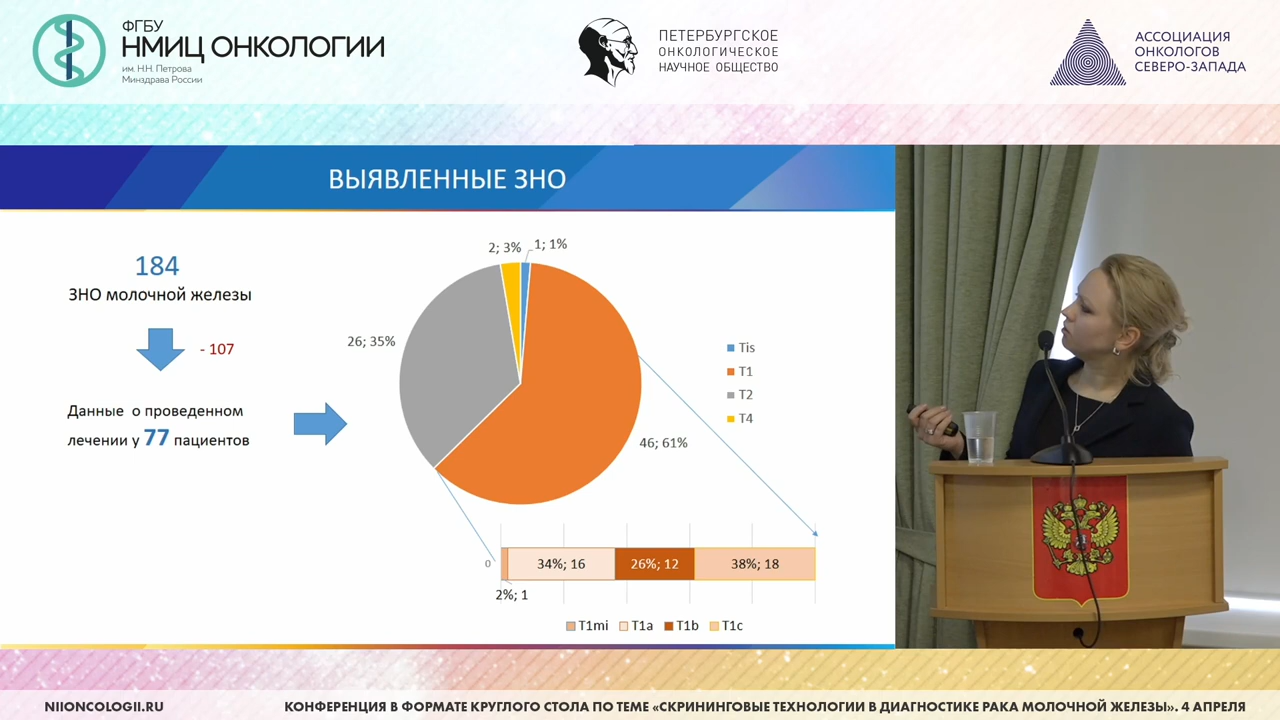 ФГБУ
НМИЦ ОНКОЛОГИИ
им. Н.Н. Петрова
Минздрава России
ПЕТЕРБУРГСКОЕ
ОНКОЛОГИЧЕСКОЕ
НАУЧНОЕ ОБЩЕСТВО
АССОЦИАЦИЯ
ОНКОЛОГОВ
СЕВЕРО-ЗАПАДА
ВЫЯВЛЕННЫЕ ЗНО
184
ЗНО молочной железы
- 107
Данные о проведенном
лечении у 77 пациентов
2; 3%
1; 1%
26; 35%
46; 61%
Tis
T1
T2
T4
0
34%; 16
26%; 12
38%; 18
2%; 1
T1mi
T1a
T1b
T1c
NIIONCOLOGII.RU
КОНФЕРЕНЦИЯ В ФОРМАТЕ КРУГЛОГО СТОЛА ПО ТЕМЕ «СКРИНИНГОВЫЕ ТЕХНОЛОГИИ В ДИАГНОСТИКЕ РАКА МОЛОЧНОЙ ЖЕЛЕЗЫ». 4 АПРЕЛЯ